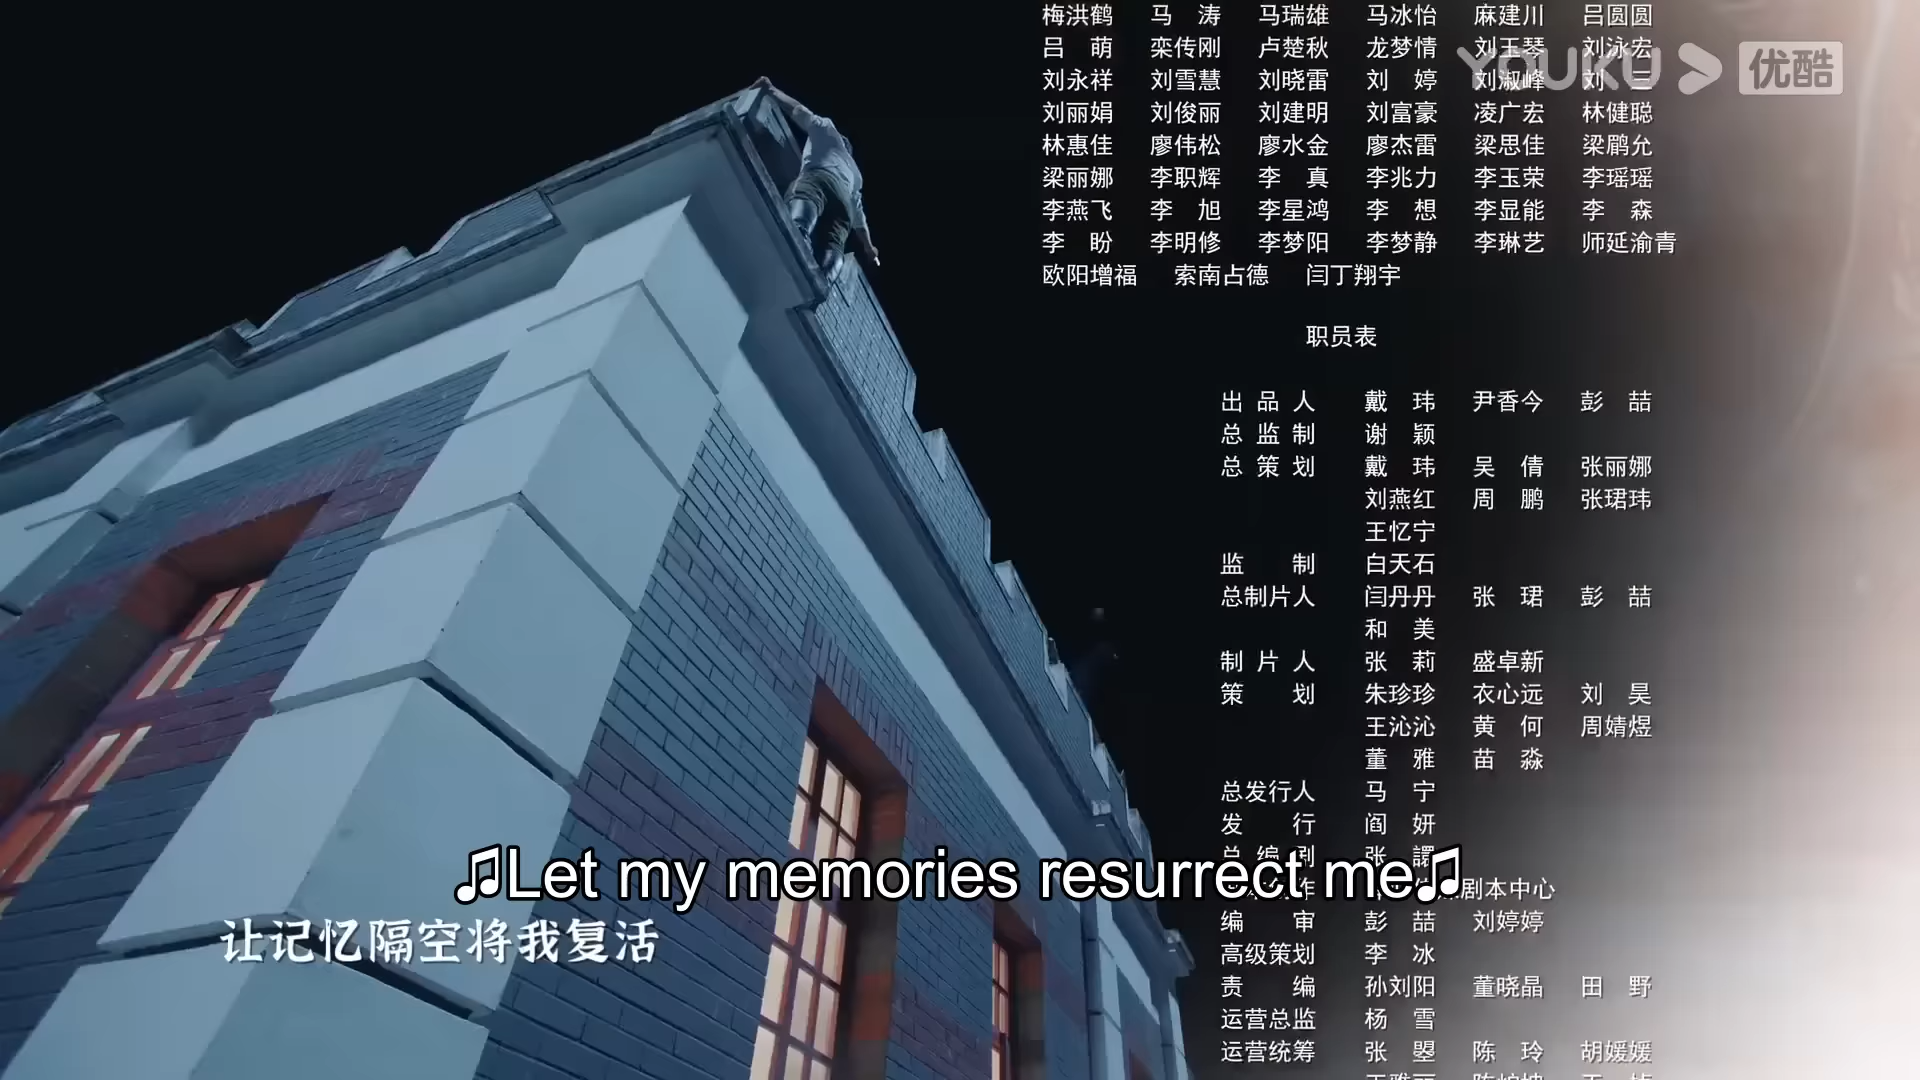 梅洪鹤 马 涛 马瑞雄 马冰怡 麻建川 吕圆圆
吕 萌 栾传刚 卢楚秋 龙梦情 刘玉琴 刘泳宏
YOUKU 优酷
刘永祥 刘雪慧 刘晓雷 刘 婷 刘淑峰 刘 三
刘丽娟 刘俊丽 刘建明 刘富豪 凌广宏 林健聪
林惠佳 廖伟松 廖水金 廖杰雷 梁思佳 梁鹛允
梁丽娜 李职辉 李 真 李兆力 李玉荣 李瑶瑶
李燕飞 李 旭 李星鸿 李 想 李显能 李 森
李 盼 李明修 李梦阳 李梦静 李琳艺 师延渝青
欧阳增福 索南占德 闫丁翔宇
职员表
出品人 戴 玮 尹香今 彭 喆
总监制 谢 颖
总策划 戴 玮 吴 倩 张丽娜
刘燕红 周 鹏 张珺玮
王忆宁
监 制 白天石
总制片人 闫丹丹 张 珺 彭 喆
和 美
制片人 张 莉 盛卓新
策 划 朱珍珍 衣心远 刘 昊
王沁沁 黄 何 周婧煜
董 雅 苗 淼
总发行人 马 宁
发 行 阎 妍
总编剧 张
♫Let my memories resurrect me♫
剧本中心
编 审 彭 喆 刘婷婷
让记忆隔空将我复活
高级策划 李 冰
责 编 孙刘阳 董晓晶 田 野
运营总监 杨 雪
运营统筹 张 曌 陈 玲 胡媛媛